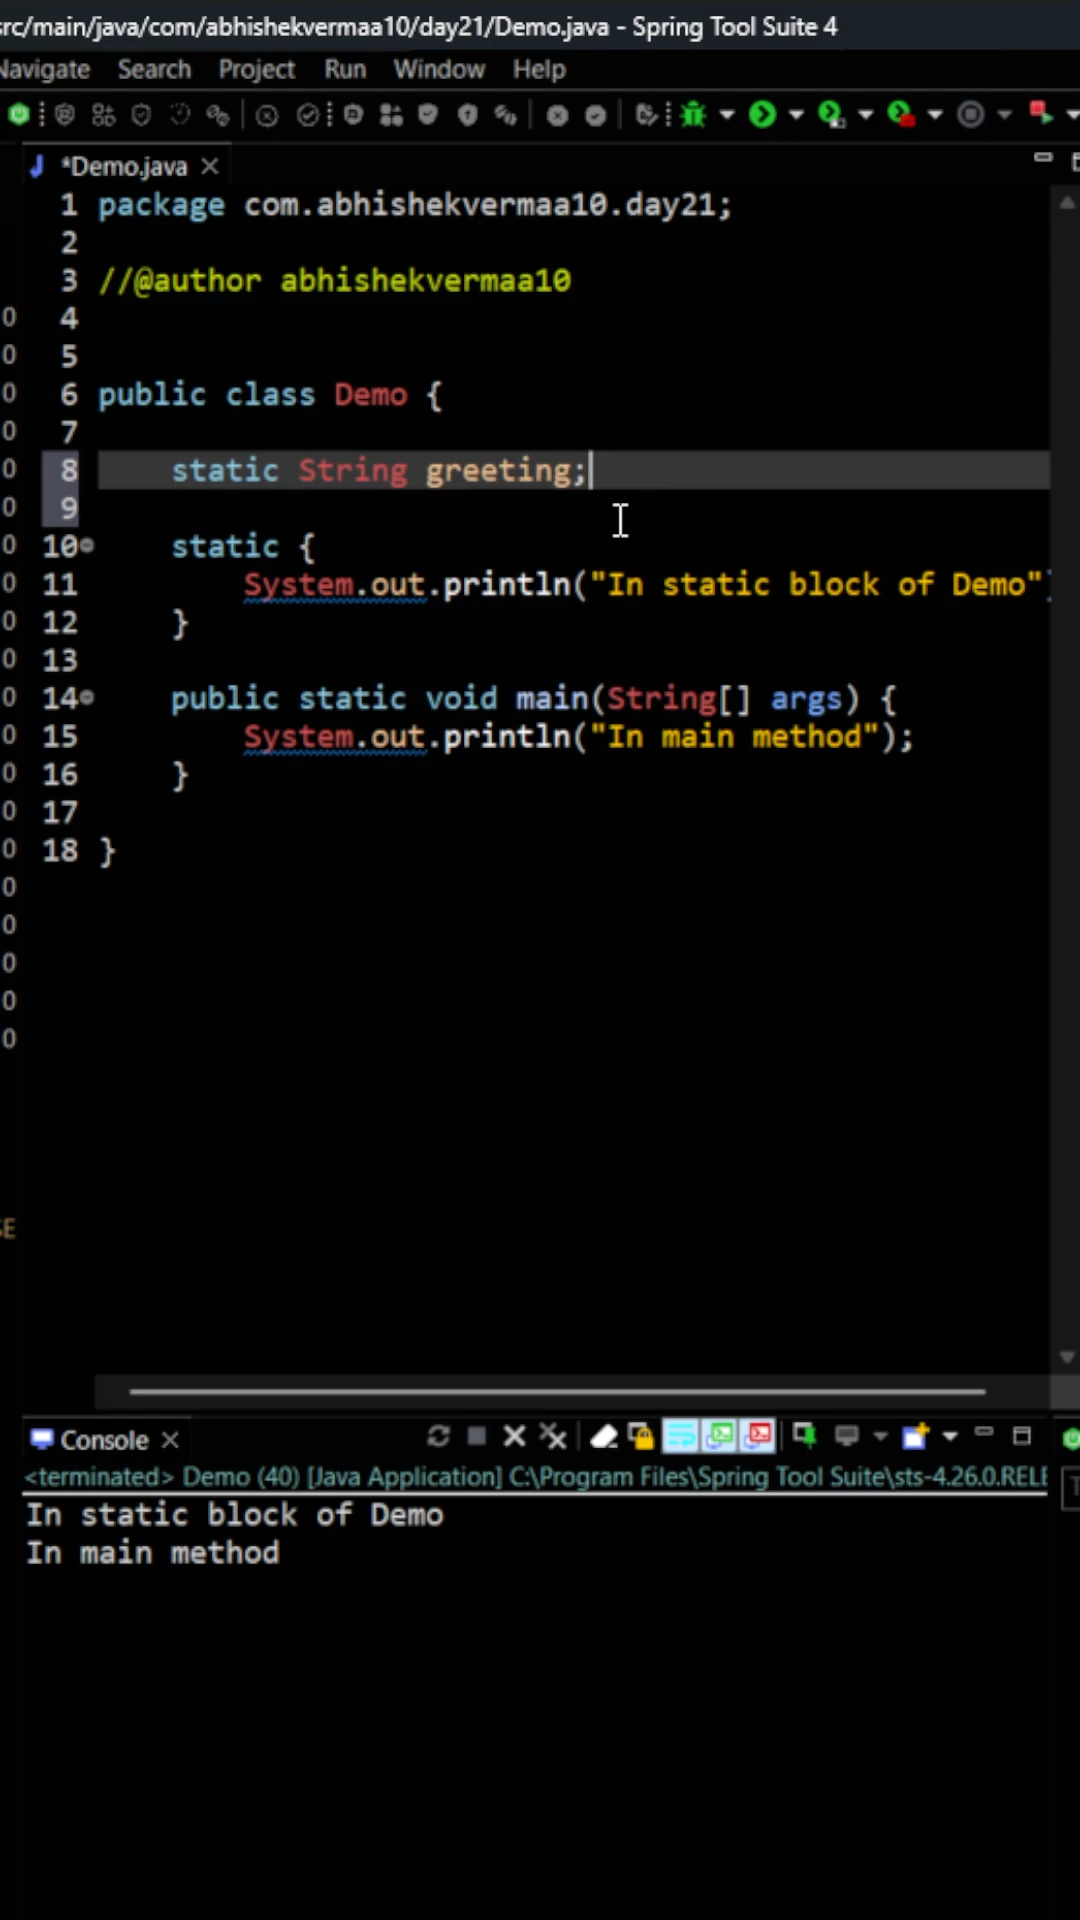 src/main/java/com/abhishekvermaa10/day21/Demo.java - Spring Tool Suite 4
Navigate Search Project Run Window Help
*Demo.java
1 package com.abhishekvermaa10.day21;
2
3 //@author abhishekvermaa10
4
5
6 public class Demo {
7
8 static String greeting;
9
10 static {
11 System.out.println("In static block of Demo")
12 }
13
14 public static void main(String[] args) {
15 System.out.println("In main method");
16 }
17
18 }
Console
<terminated> Demo (40) [Java Application] C:\Program Files\Spring Tool Suite\sts-4.26.0.RELE
In static block of Demo
In main method